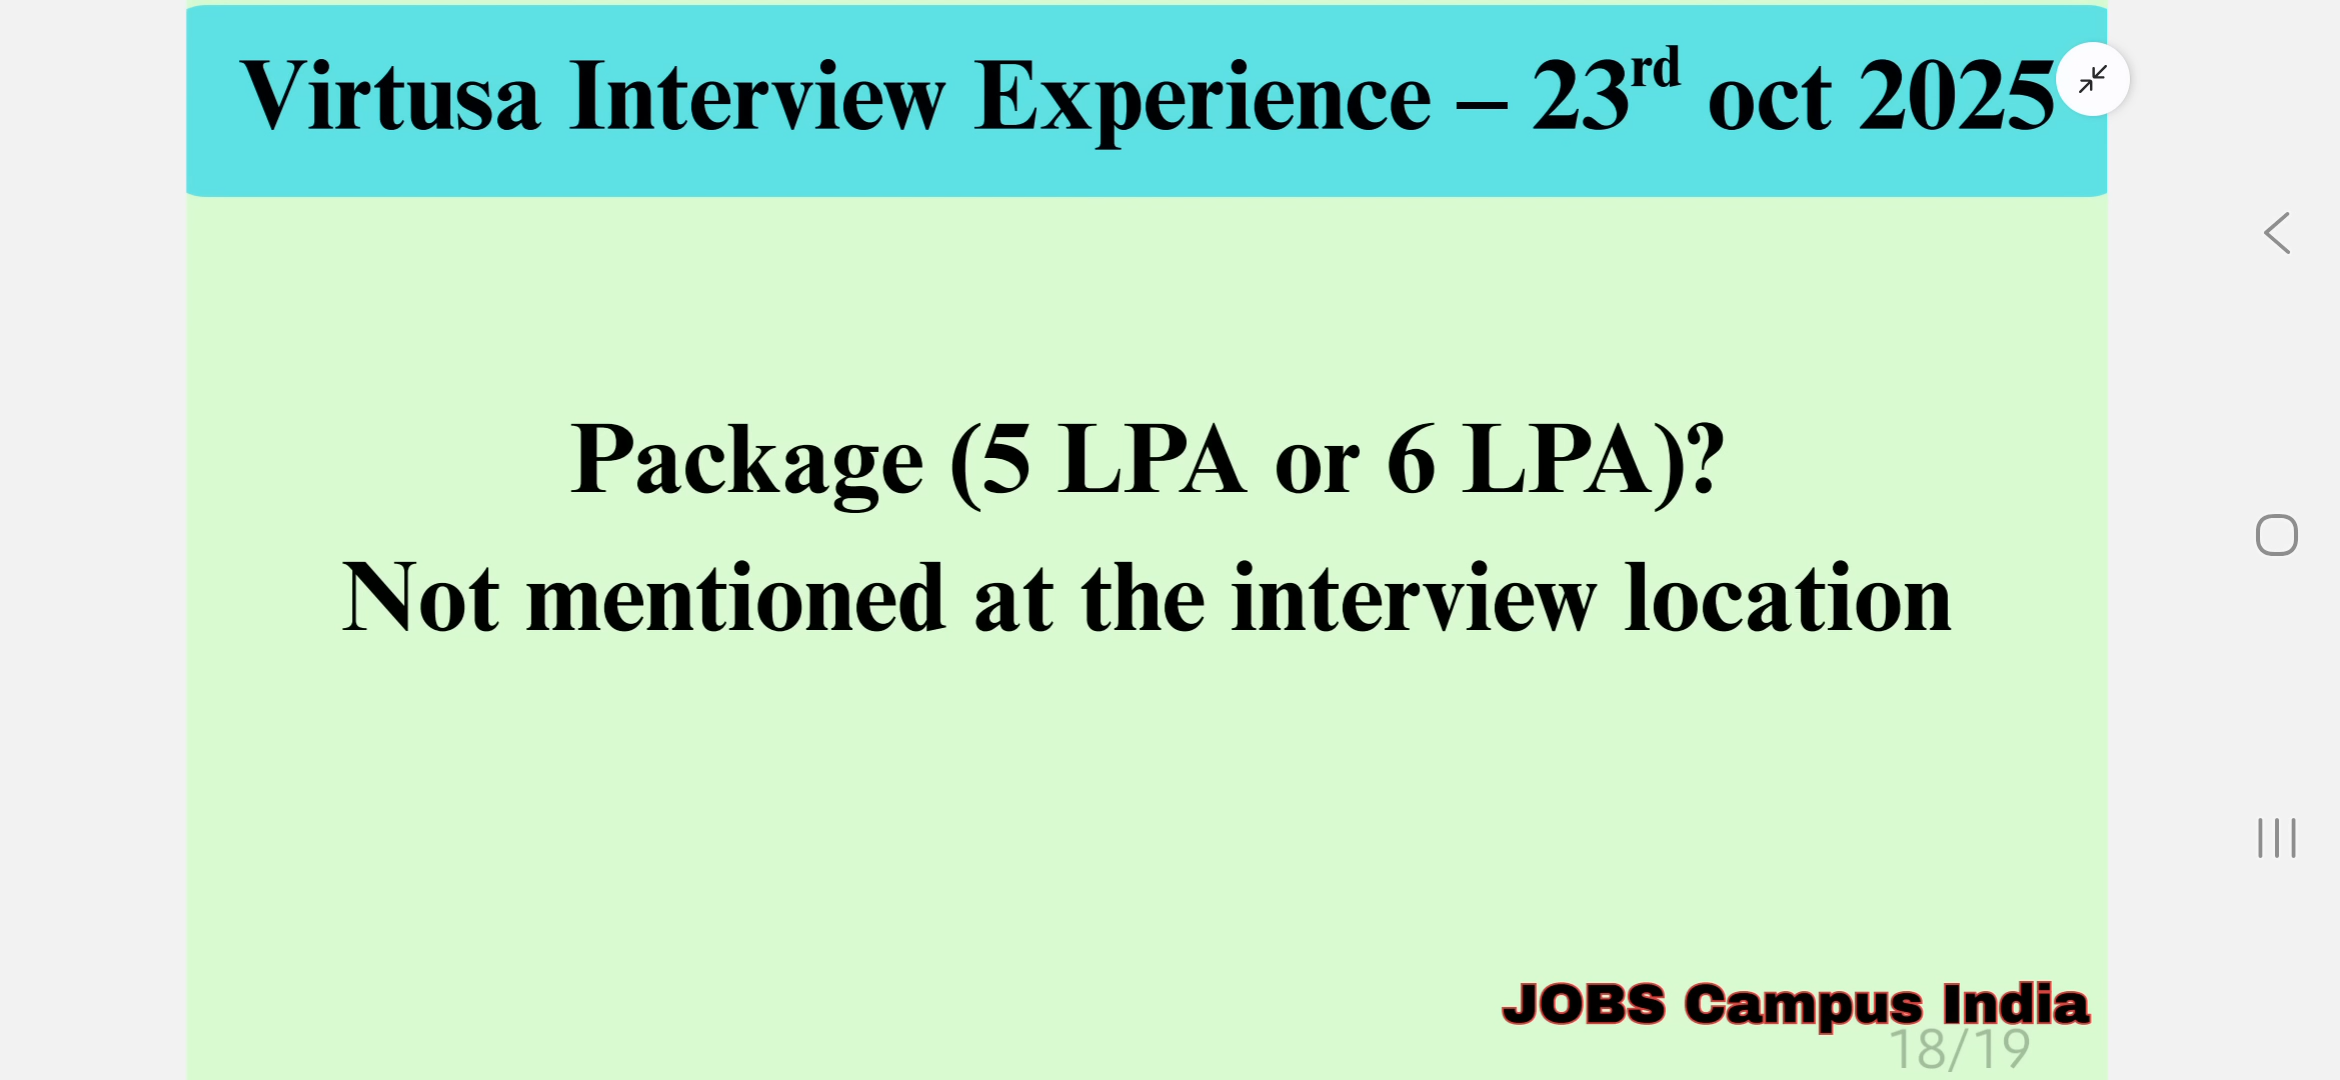 Virtusa Interview Experience – 23rd oct 2025
Package (5 LPA or 6 LPA)?
Not mentioned at the interview location
JOBS Campus India
18/19